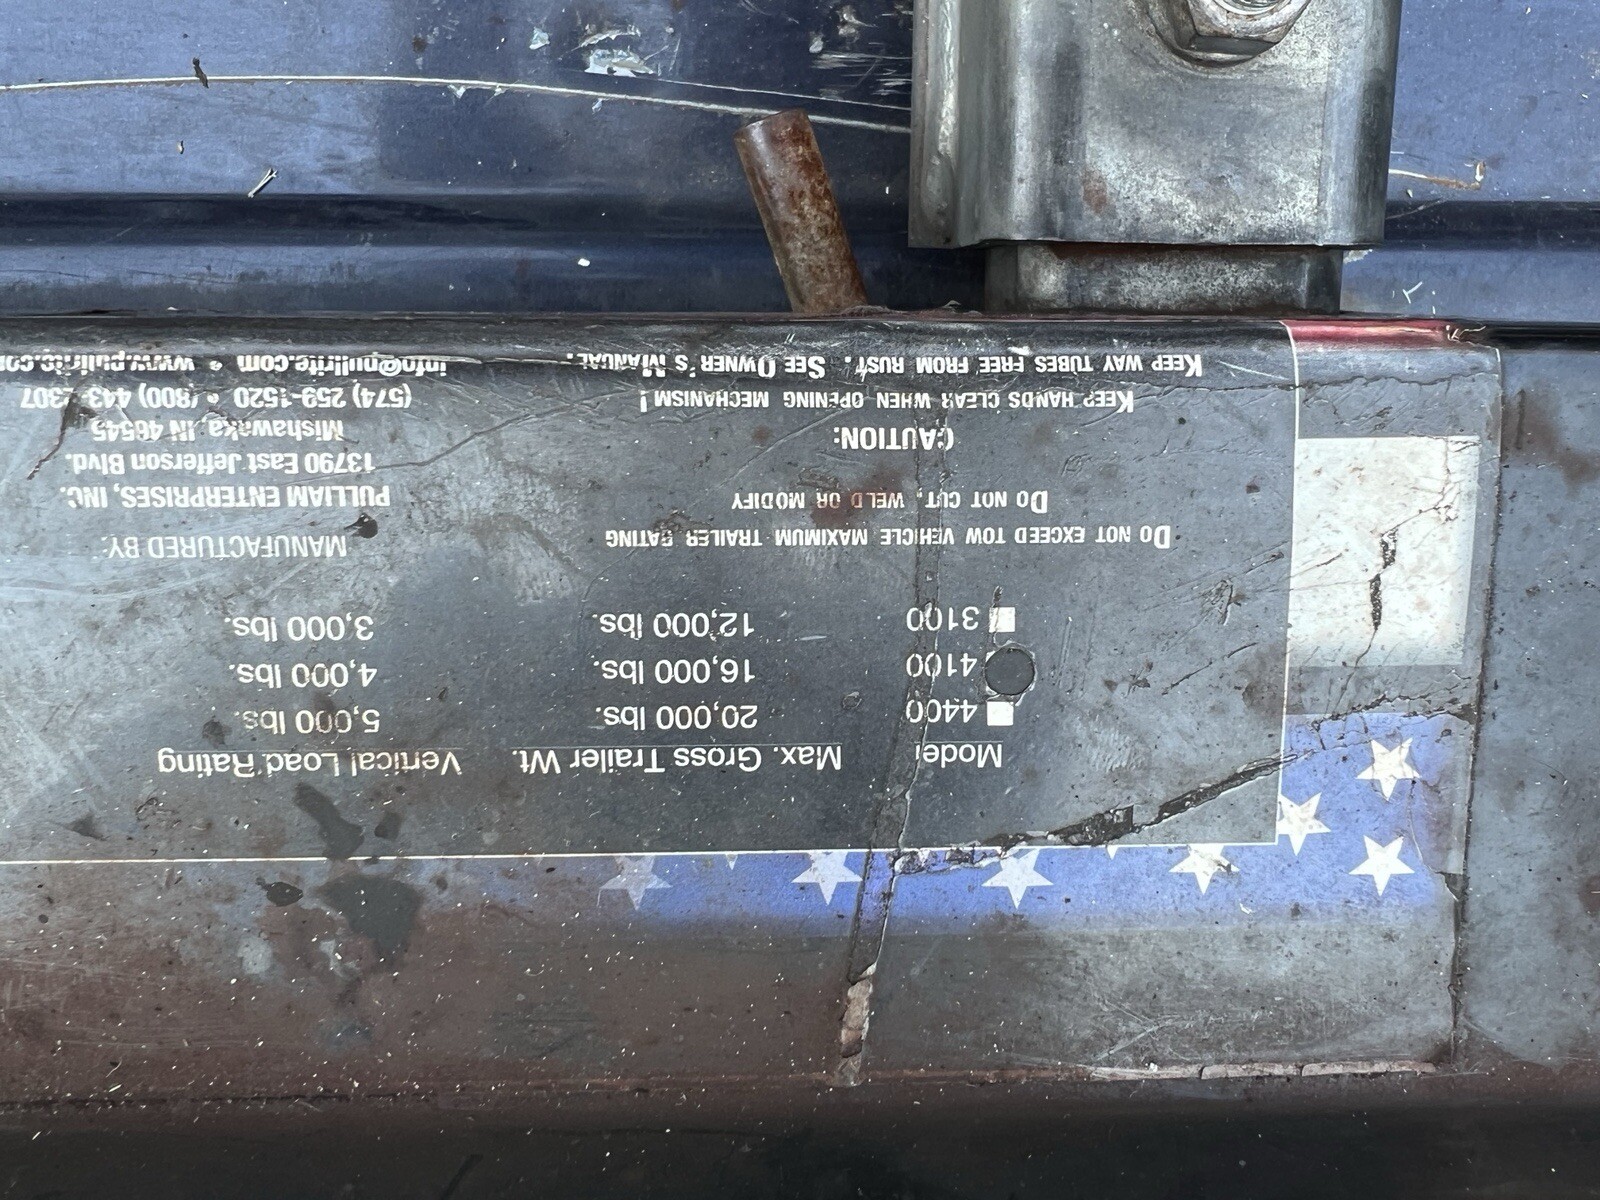 Model Max. Gross Trailer Wt. Vertical Load Rating
4400 20,000 lbs. 5,000 lbs.
4100 16,000 lbs. 4,000 lbs.
3100 12,000 lbs. 3,000 lbs.
DO NOT EXCEED TOW VEHICLE MAXIMUM TRAILER RATING
DO NOT CUT, WELD OR MODIFY
CAUTION:
KEEP HANDS CLEAR WHEN OPENING MECHANISM!
KEEP WAY TUBES FREE FROM RUST. SEE OWNER'S MANUAL.
MANUFACTURED BY:
PULLIAM ENTERPRISES, INC.
13790 East Jefferson Blvd.
Mishawaka, IN 46545
(574) 259-1520 • (800) 443-2307
info@pullrite.com • www.pullrite.com